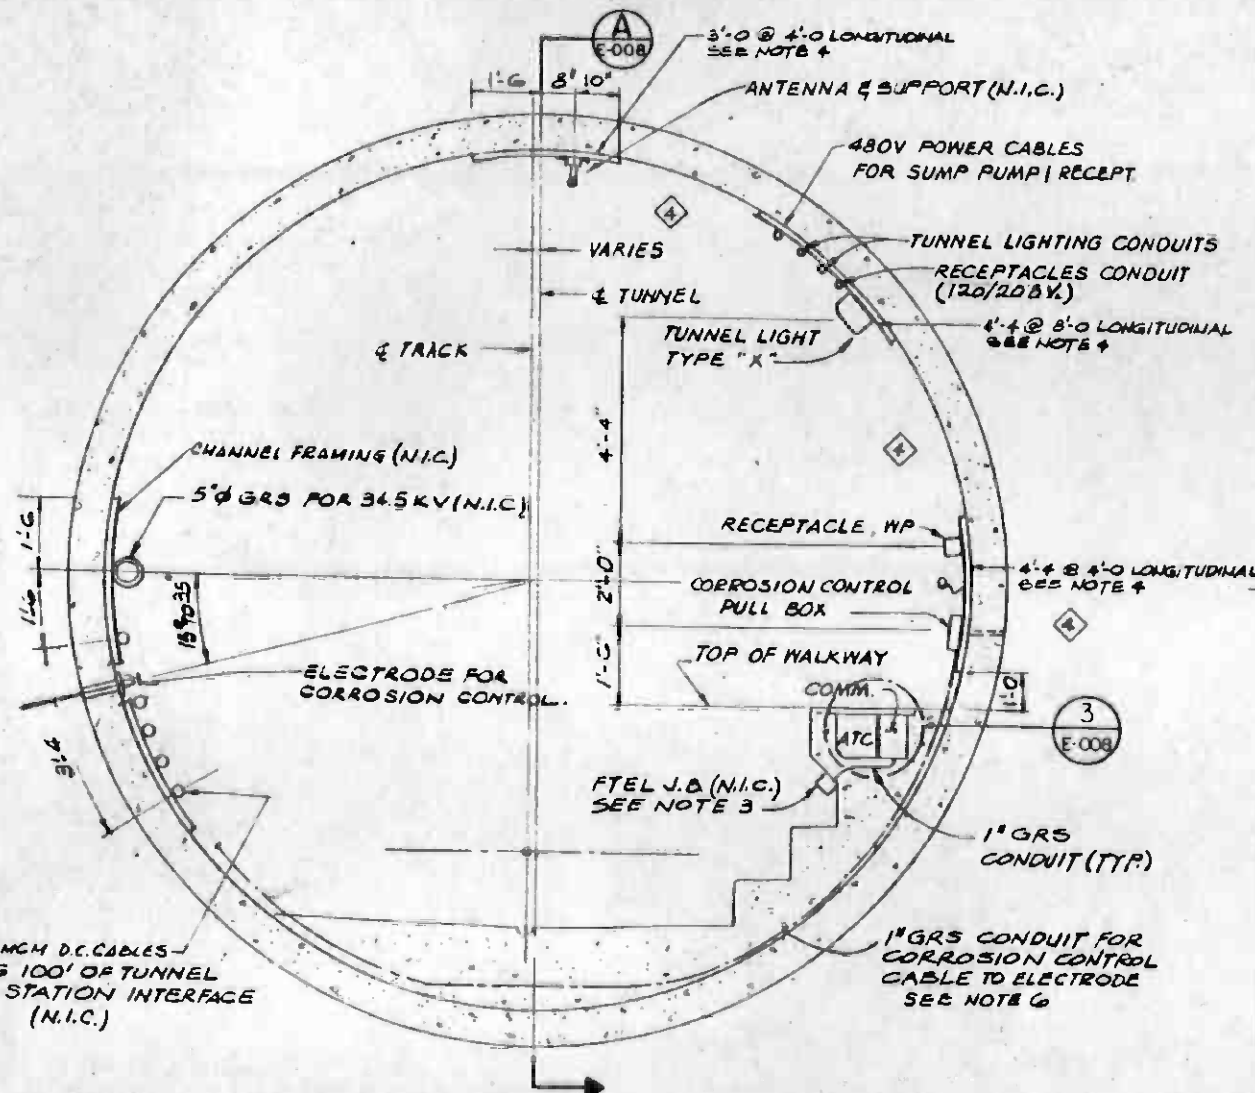 A
E-008
3'-0 @ 4'-0 LONGITUDINAL
SEE NOTE 4
1'-6 8" 10"
ANTENNA & SUPPORT (N.I.C.)
480V POWER CABLES
FOR SUMP PUMP / RECEPT
4
TUNNEL LIGHTING CONDUITS
VARIES
RECEPTACLES CONDUIT
(120/208V.)
℄ TUNNEL
4'-4 @ 8'-0 LONGITUDINAL
SEE NOTE 4
TUNNEL LIGHT
TYPE "X"
℄ TRACK
4'-4"
CHANNEL FRAMING (N.I.C.)
4
5"φ GRS FOR 34.5 KV (N.I.C.)
1'-6
RECEPTACLE, WP
2'-0"
4'-4 @ 4'-0 LONGITUDINAL
SEE NOTE 4
CORROSION CONTROL
PULL BOX
1'-6
4
TOP OF WALKWAY
1'-0
ELECTRODE FOR
CORROSION CONTROL.
COMM.
ATC
3
E-008
3'-4
FTEL J.B (N.I.C.)
SEE NOTE 3
1" GRS
CONDUIT (TYP.)
MCM D.C. CABLES
100' OF TUNNEL
STATION INTERFACE
(N.I.C.)
1" GRS CONDUIT FOR
CORROSION CONTROL
CABLE TO ELECTRODE
SEE NOTE 6